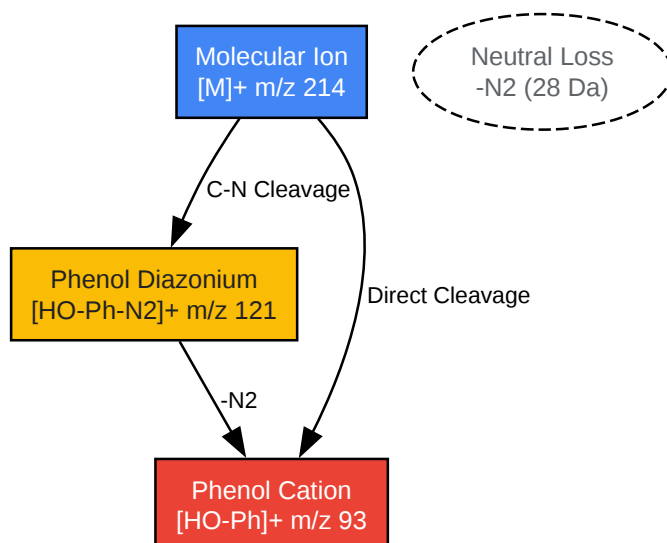 Molecular Ion
[M]+ m/z 214
Neutral Loss
-N2 (28 Da)
C-N Cleavage
Phenol Diazonium
[HO-Ph-N2]+ m/z 121
Direct Cleavage
-N2
Phenol Cation
[HO-Ph]+ m/z 93